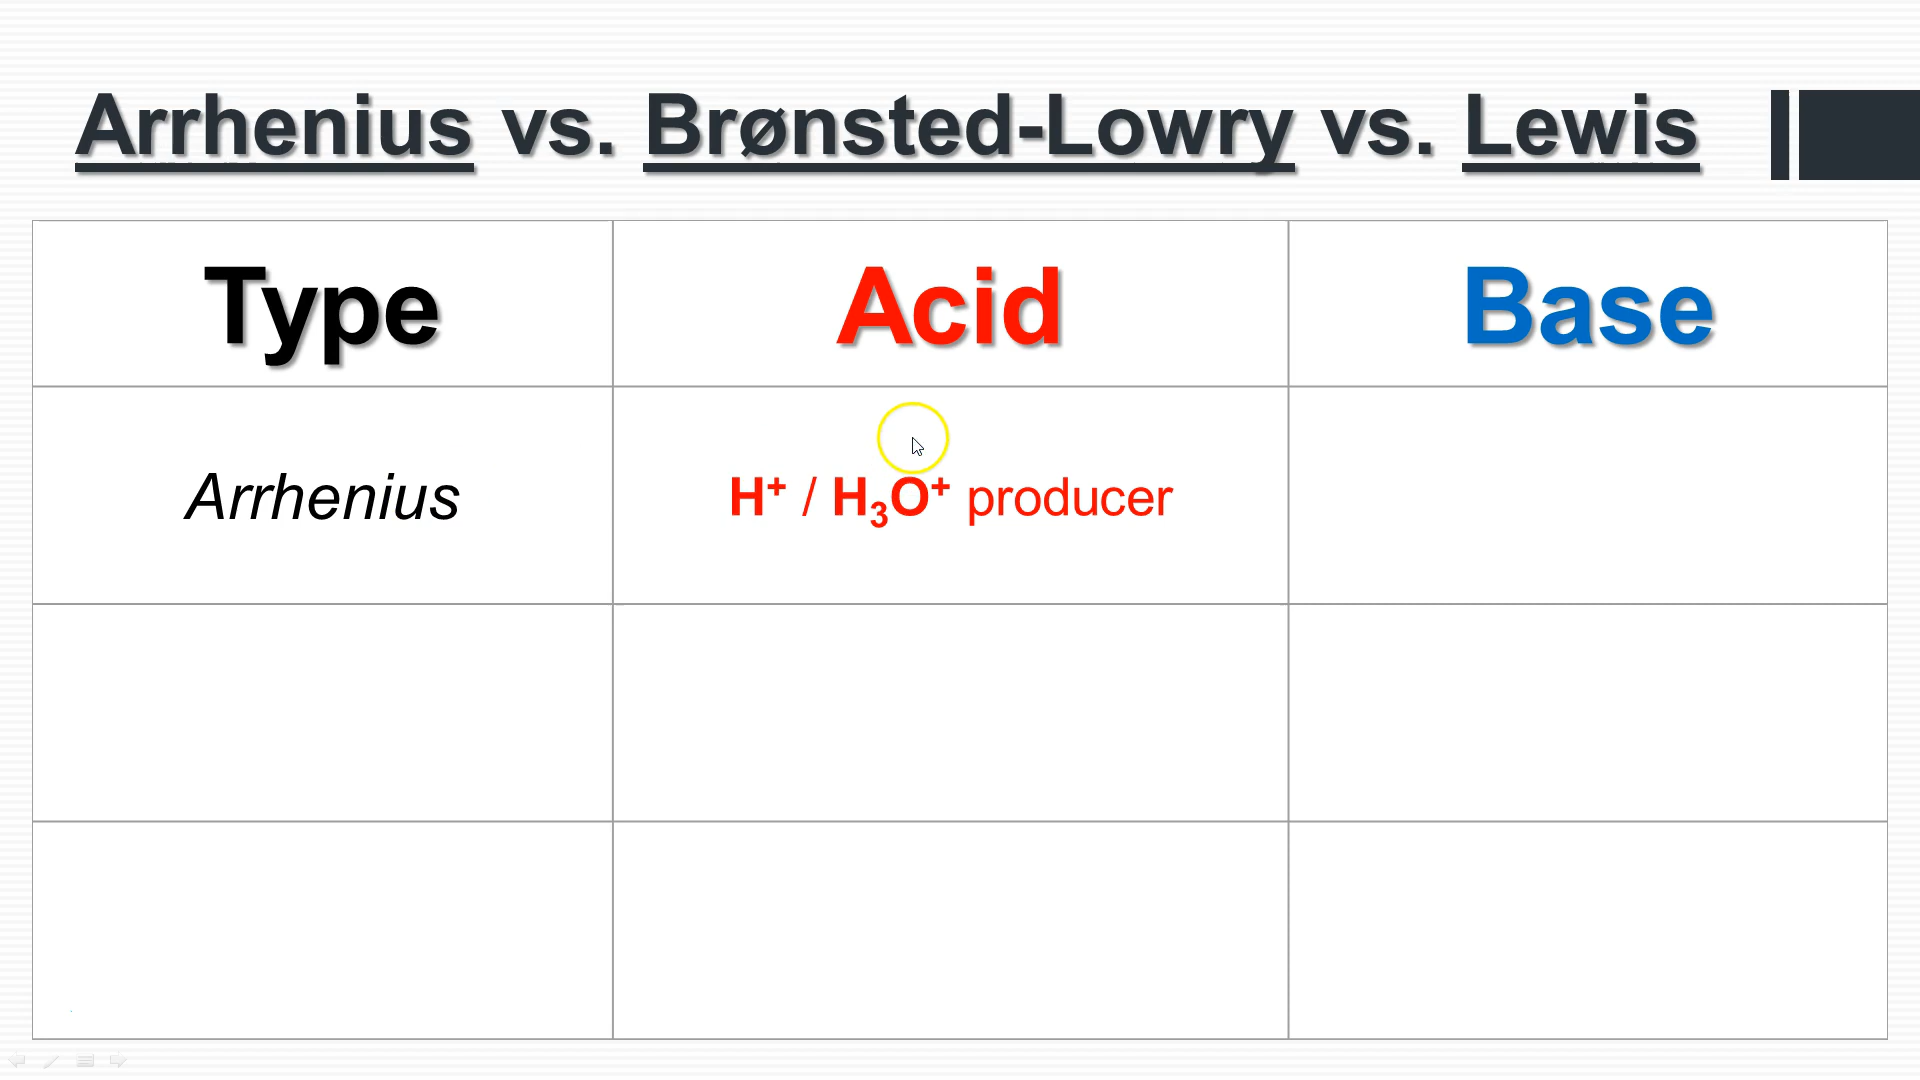 Arrhenius vs. Brønsted-Lowry vs. Lewis
Type Acid Base
Arrhenius H⁺ / H₃O⁺ producer